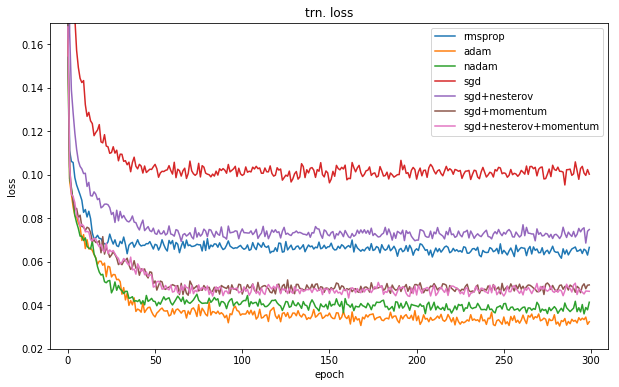 trn. loss
rmsprop
adam
nadam
sgd
sgd+nesterov
sgd+momentum
sgd+nesterov+momentum
loss
0.16
0.14
0.12
0.10
0.08
0.06
0.04
0.02
0 50 100 150 200 250 300
epoch